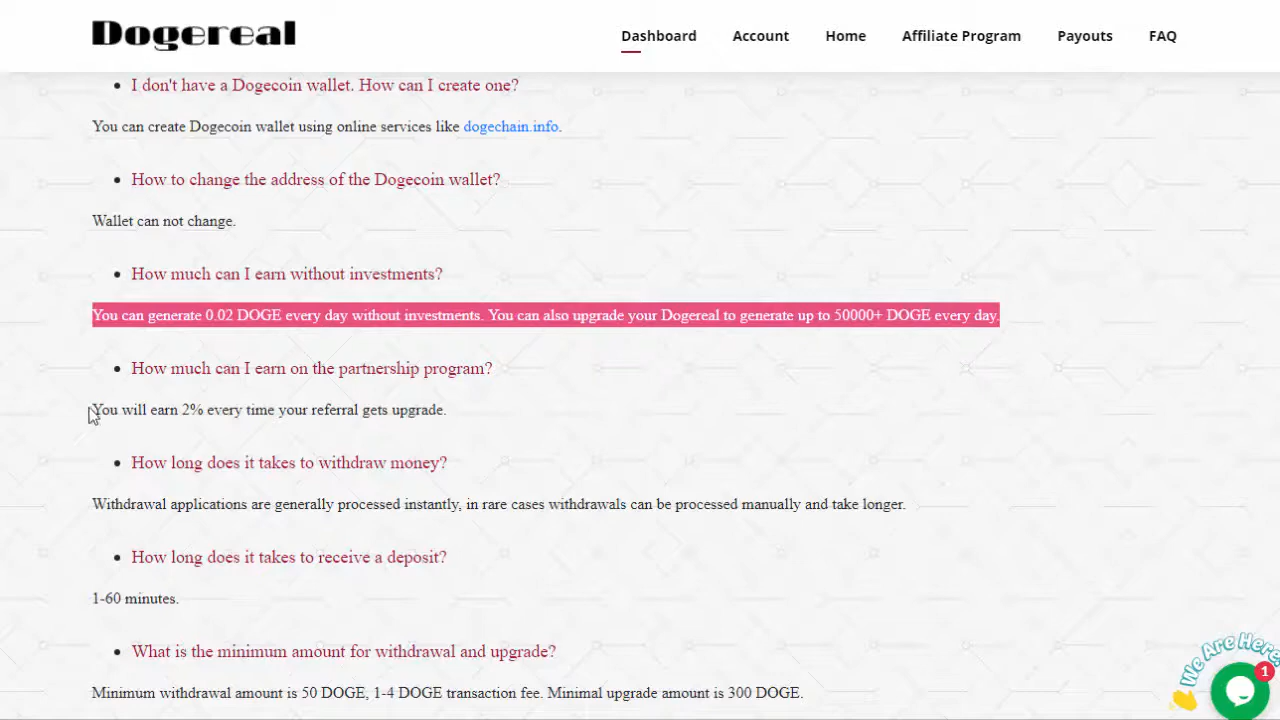 Dogereal
Dashboard Account Home Affiliate Program Payouts FAQ
I don't have a Dogecoin wallet. How can I create one?
You can create Dogecoin wallet using online services like dogechain.info.
How to change the address of the Dogecoin wallet?
Wallet can not change.
How much can I earn without investments?
You can generate 0.02 DOGE every day without investments. You can also upgrade your Dogereal to generate up to 50000+ DOGE every day.
How much can I earn on the partnership program?
You will earn 2% every time your referral gets upgrade.
How long does it takes to withdraw money?
Withdrawal applications are generally processed instantly, in rare cases withdrawals can be processed manually and take longer.
How long does it takes to receive a deposit?
1-60 minutes.
What is the minimum amount for withdrawal and upgrade?
Minimum withdrawal amount is 50 DOGE, 1-4 DOGE transaction fee. Minimal upgrade amount is 300 DOGE.
We Are Here
1